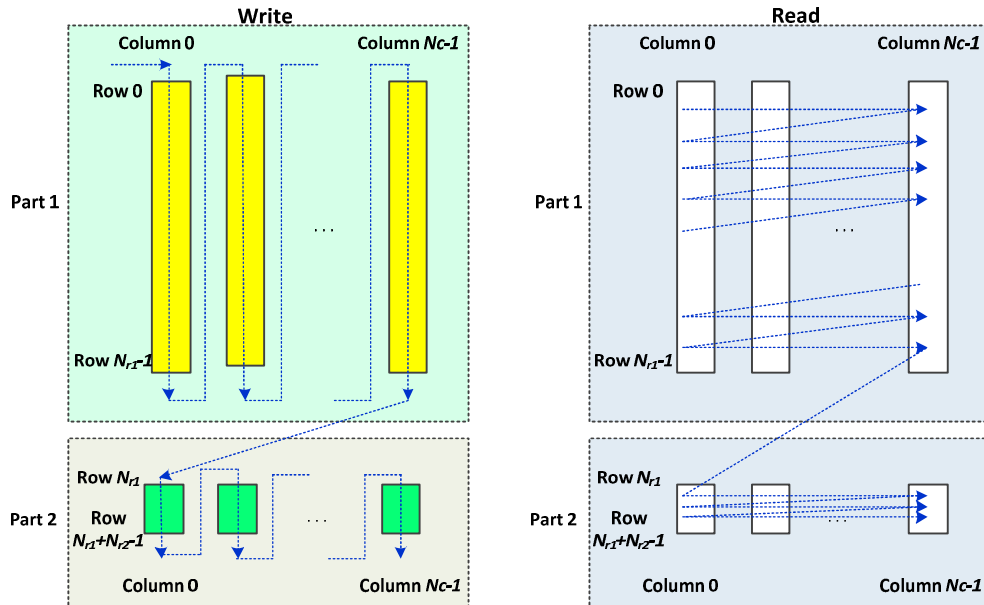 Write
Column 0
Column Nc-1
Row 0
Part 1
. . .
Row Nr1-1
Row Nr1
Part 2
Row
Nr1+Nr2-1
. . .
Column 0
Column Nc-1
Read
Column 0
Column Nc-1
Row 0
Part 1
. . .
Row Nr1-1
Row Nr1
Part 2
Row
Nr1+Nr2-1
. . .
Column 0
Column Nc-1